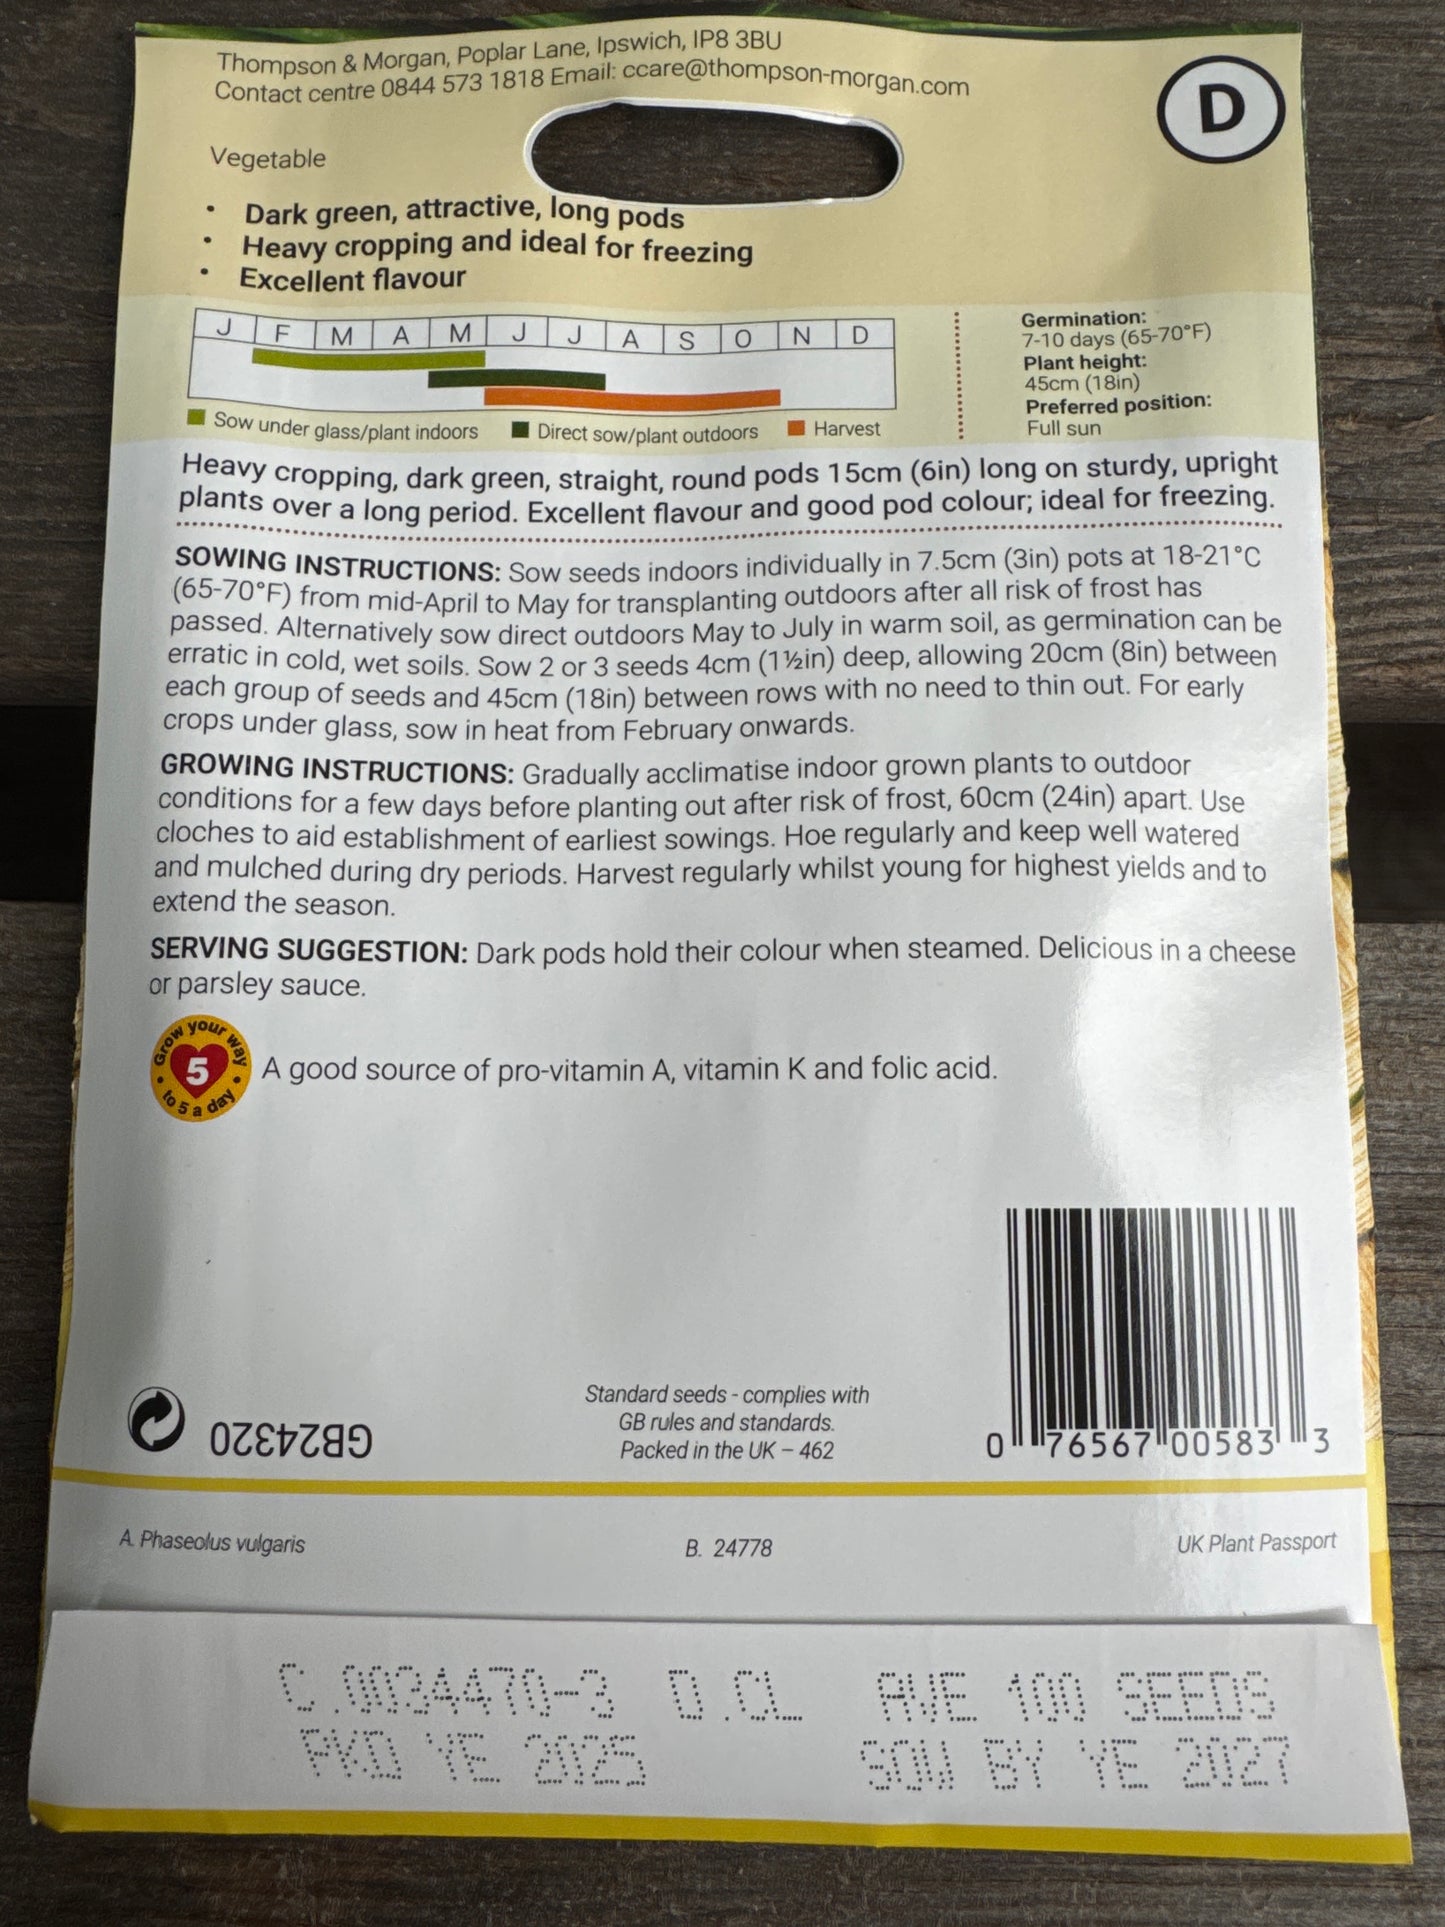 Thompson & Morgan, Poplar Lane, Ipswich, IP8 3BU
Contact centre 0844 573 1818 Email: ccare@thompson-morgan.com
D
Vegetable
• Dark green, attractive, long pods
• Heavy cropping and ideal for freezing
• Excellent flavour
J F M A M J J A S O N D
Sow under glass/plant indoors Direct sow/plant outdoors Harvest
Germination:
7-10 days (65-70°F)
Plant height:
45cm (18in)
Preferred position:
Full sun
Heavy cropping, dark green, straight, round pods 15cm (6in) long on sturdy, upright
plants over a long period. Excellent flavour and good pod colour; ideal for freezing.
SOWING INSTRUCTIONS: Sow seeds indoors individually in 7.5cm (3in) pots at 18-21°C
(65-70°F) from mid-April to May for transplanting outdoors after all risk of frost has
passed. Alternatively sow direct outdoors May to July in warm soil, as germination can be
erratic in cold, wet soils. Sow 2 or 3 seeds 4cm (1½in) deep, allowing 20cm (8in) between
each group of seeds and 45cm (18in) between rows with no need to thin out. For early
crops under glass, sow in heat from February onwards.
GROWING INSTRUCTIONS: Gradually acclimatise indoor grown plants to outdoor
conditions for a few days before planting out after risk of frost, 60cm (24in) apart. Use
cloches to aid establishment of earliest sowings. Hoe regularly and keep well watered
and mulched during dry periods. Harvest regularly whilst young for highest yields and to
extend the season.
SERVING SUGGESTION: Dark pods hold their colour when steamed. Delicious in a cheese
or parsley sauce.
Grow your way
5
to 5 a day
A good source of pro-vitamin A, vitamin K and folic acid.
GB24320
Standard seeds - complies with
GB rules and standards.
Packed in the UK – 462
0 76567 00583 3
A. Phaseolus vulgaris B. 24778 UK Plant Passport
C.0034470-3 D.CL AVE 100 SEEDS
PKD YE 2025 SOW BY YE 2027